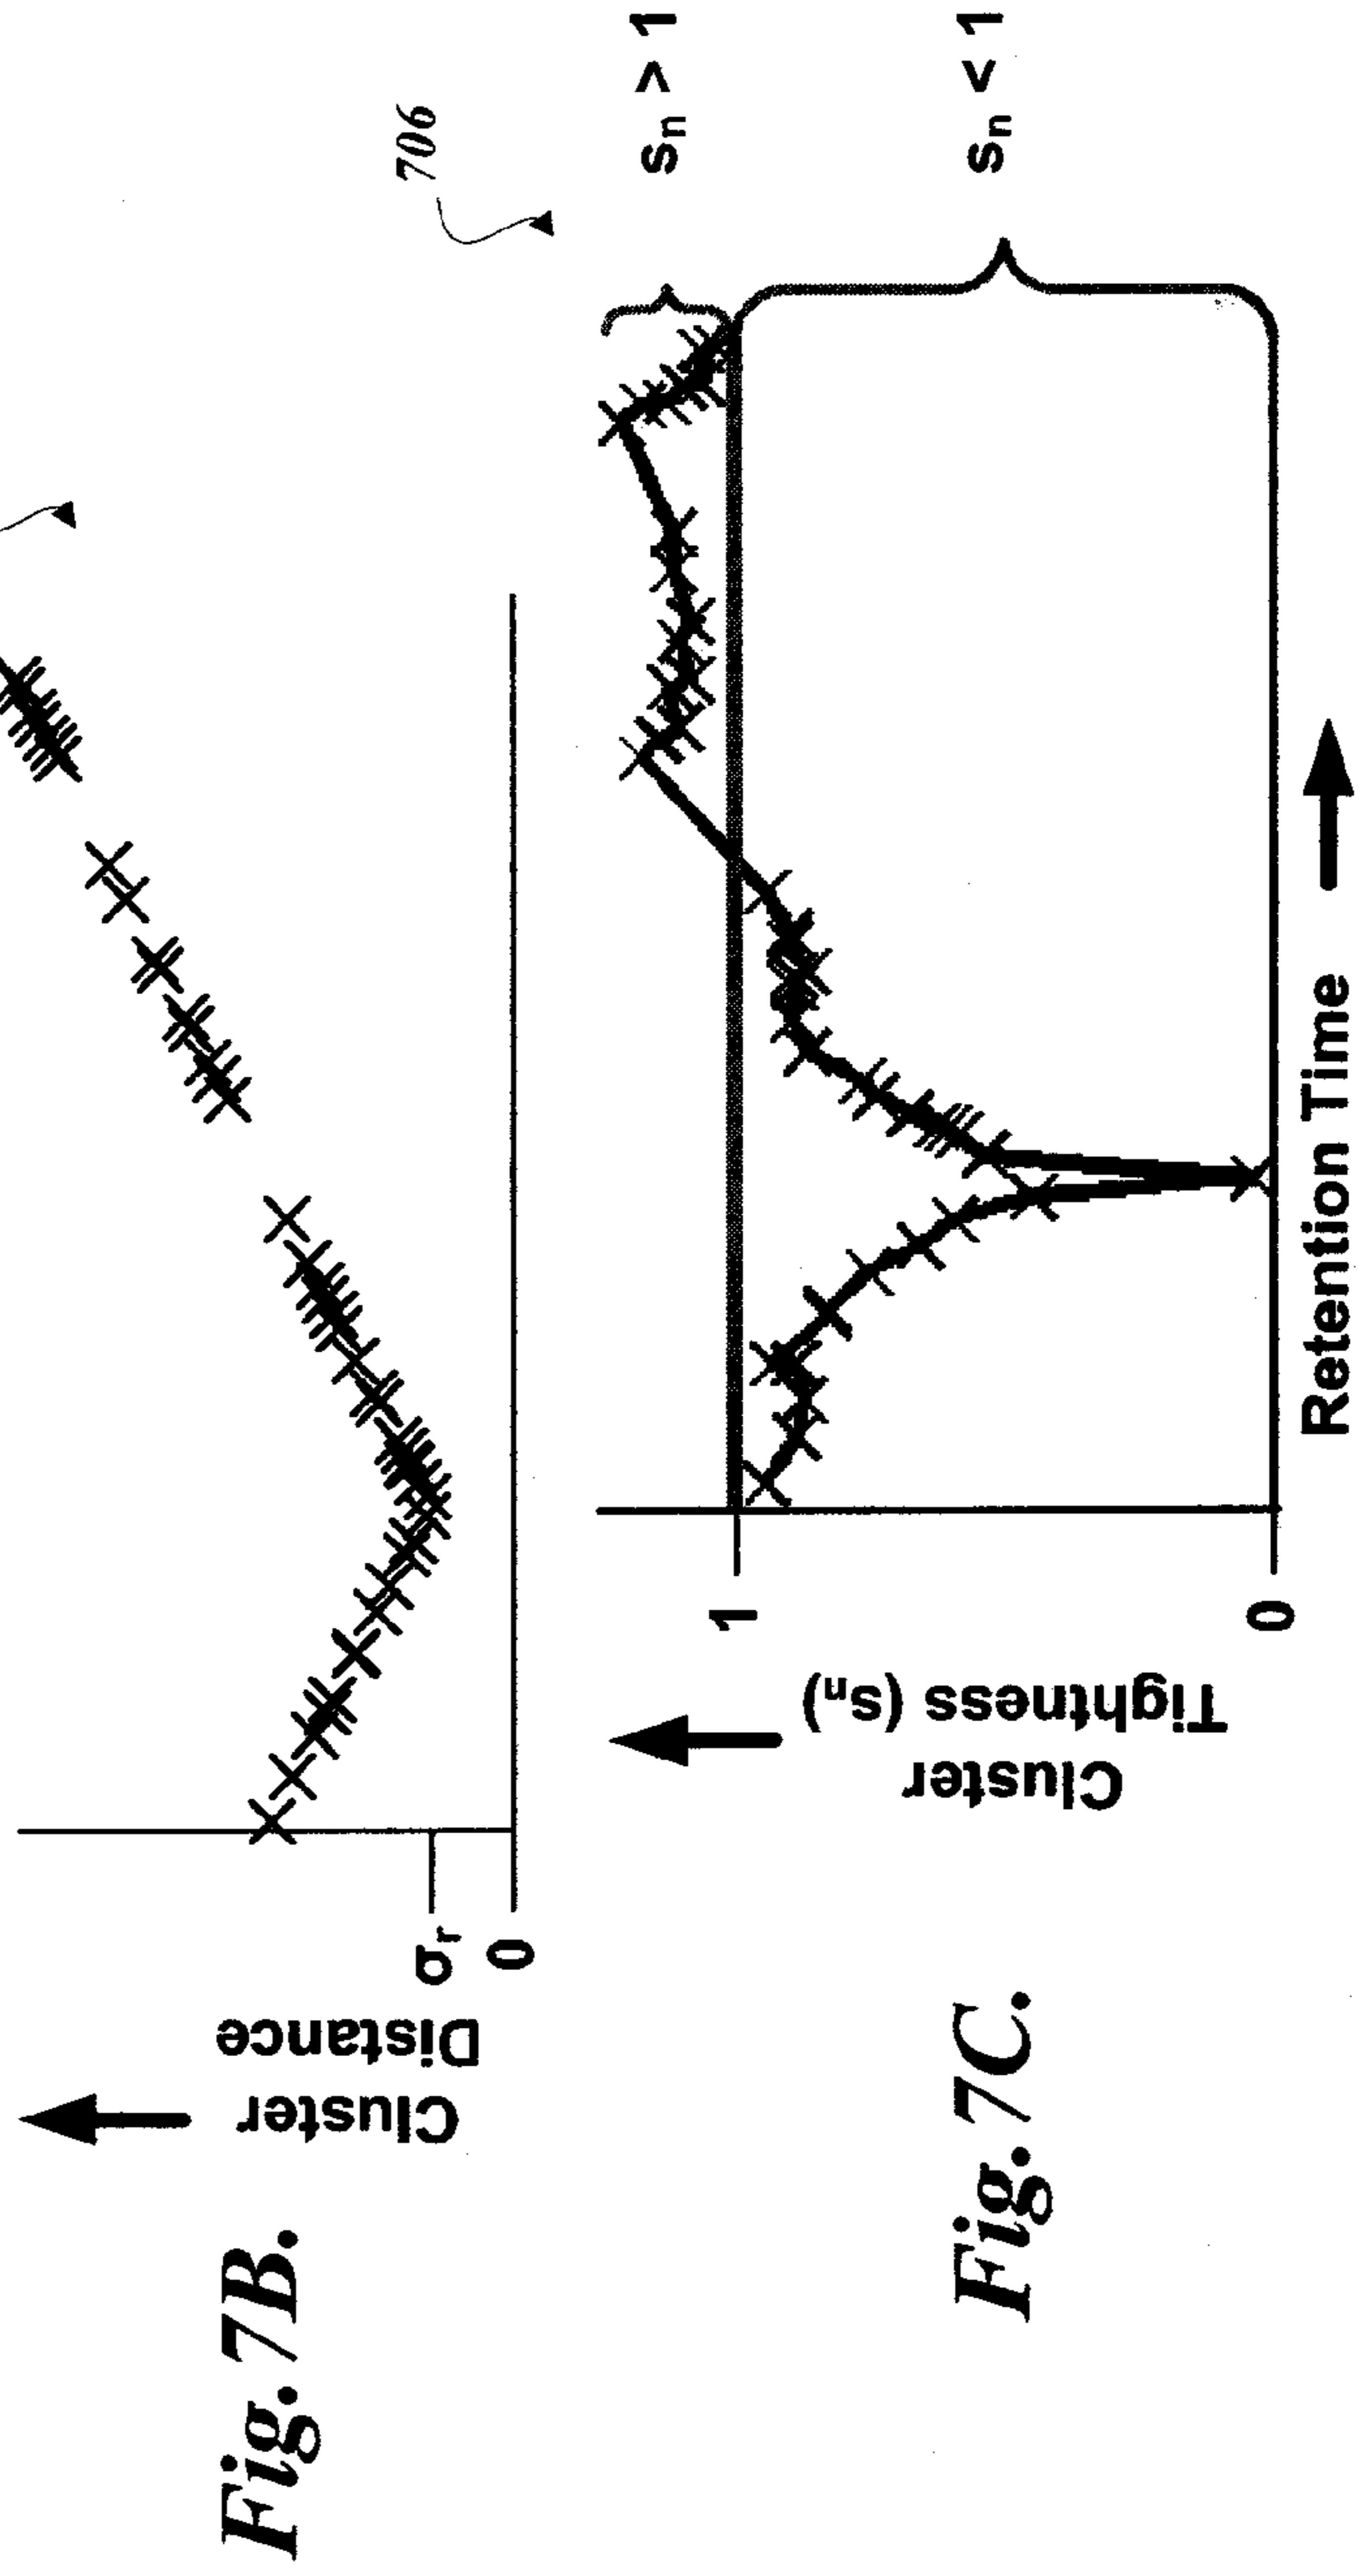 Cluster
Distance
σr
0
Fig. 7B.
706
sn > 1
sn < 1
Cluster
Tightness (sn)
1
0
Retention Time
Fig. 7C.